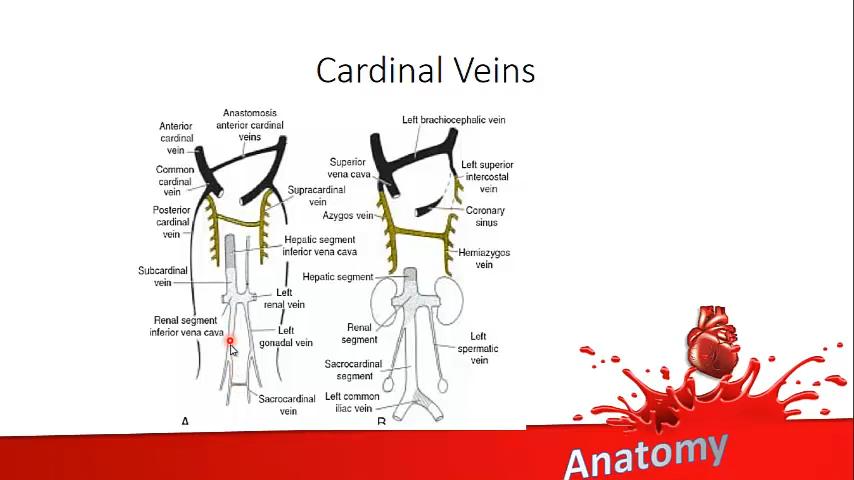 Cardinal Veins
Anterior
cardinal
vein
Anastomosis
anterior cardinal
veins
Common
cardinal
vein
Supracardinal
vein
Posterior
cardinal
vein
Hepatic segment
inferior vena cava
Subcardinal
vein
Left
renal vein
Renal segment
inferior vena cava
Left
gonadal vein
Sacrocardinal
vein
A
Left brachiocephalic vein
Superior
vena cava
Left superior
intercostal
vein
Azygos vein
Coronary
sinus
Hemiazygos
vein
Hepatic segment
Renal
segment
Left
spermatic
vein
Sacrocardinal
segment
Left common
iliac vein
B
Anatomy